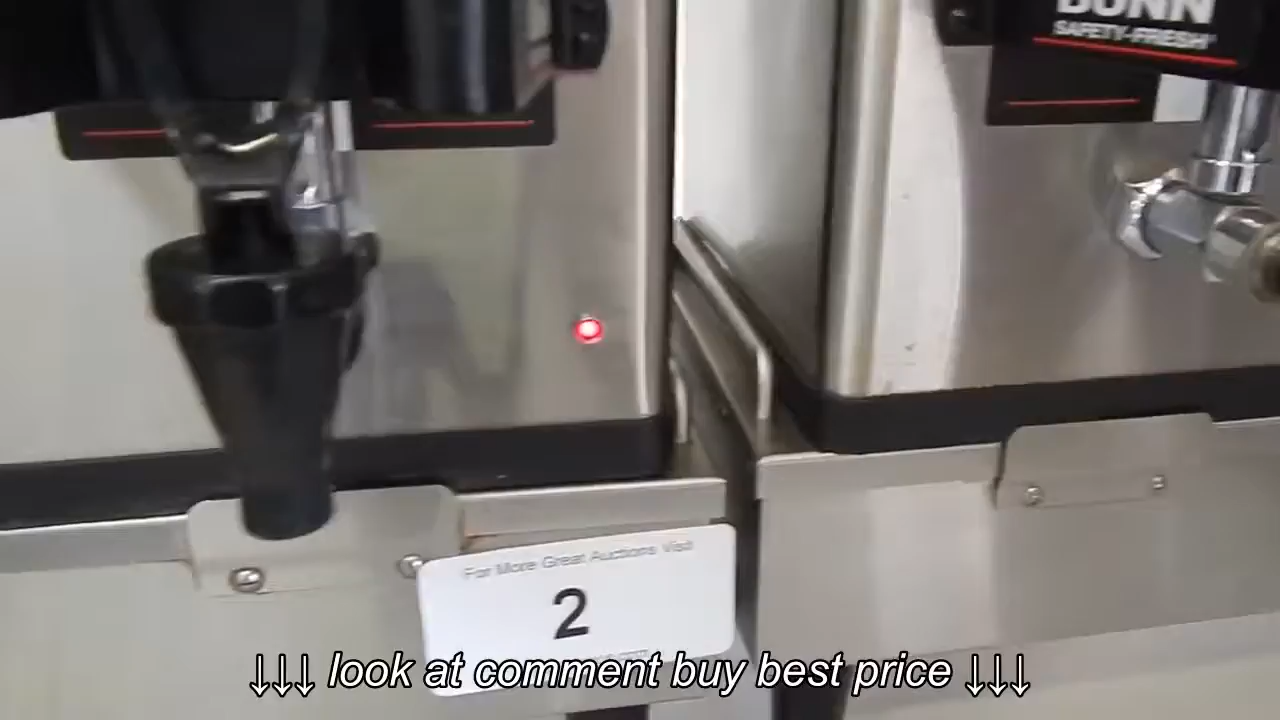 BUNN
SAFETY-FRESH®
For More Great Auctions Visit
2
↓↓↓ look at comment buy best price ↓↓↓